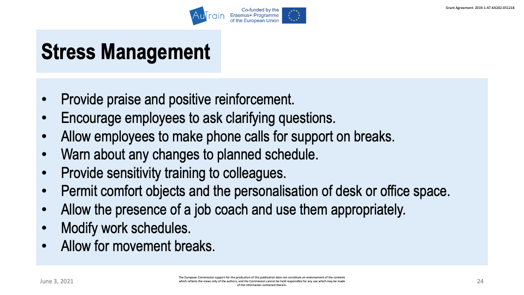 Grant Agreement: 2019-1-AT-KA202-051218
AuTrain
Co-funded by the
Erasmus+ Programme
of the European Union
Stress Management
• Provide praise and positive reinforcement.
• Encourage employees to ask clarifying questions.
• Allow employees to make phone calls for support on breaks.
• Warn about any changes to planned schedule.
• Provide sensitivity training to colleagues.
• Permit comfort objects and the personalisation of desk or office space.
• Allow the presence of a job coach and use them appropriately.
• Modify work schedules.
• Allow for movement breaks.
June 3, 2021
The European Commission support for the production of this publication does not constitute an endorsement of the contents
which reflects the views only of the authors, and the Commission cannot be held responsible for any use which may be made
of the information contained therein.
24